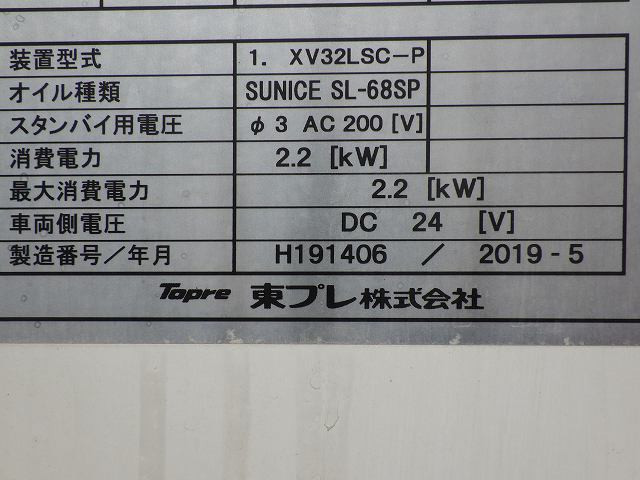 装置型式 1. XV32LSC-P
オイル種類 SUNICE SL-68SP
スタンバイ用電圧 φ3 AC 200 [V]
消費電力 2.2 [kW]
最大消費電力 2.2 [kW]
車両側電圧 DC 24 [V]
製造番号／年月 H191406 ／ 2019-5
Topre 東プレ株式会社